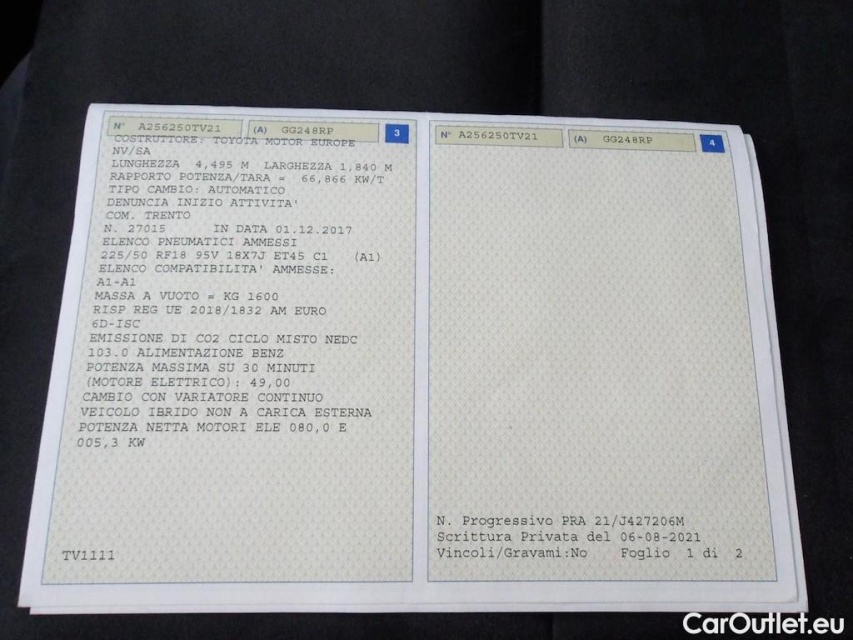 N° A256250TV21 (A) GG248RP 3
COSTRUTTORE: TOYOTA MOTOR EUROPE
NV/SA
LUNGHEZZA 4,495 M LARGHEZZA 1,840 M
RAPPORTO POTENZA/TARA = 66,866 KW/T
TIPO CAMBIO: AUTOMATICO
DENUNCIA INIZIO ATTIVITA'
COM. TRENTO
N. 27015 IN DATA 01.12.2017
ELENCO PNEUMATICI AMMESSI
225/50 RF18 95V 18X7J ET45 C1 (A1)
ELENCO COMPATIBILITA' AMMESSE:
A1-A1
MASSA A VUOTO = KG 1600
RISP REG UE 2018/1832 AM EURO
6D-ISC
EMISSIONE DI CO2 CICLO MISTO NEDC
103.0 ALIMENTAZIONE BENZ
POTENZA MASSIMA SU 30 MINUTI
(MOTORE ELETTRICO): 49,00
CAMBIO CON VARIATORE CONTINUO
VEICOLO IBRIDO NON A CARICA ESTERNA
POTENZA NETTA MOTORI ELE 080,0 E
005,3 KW
TV1111
N° A256250TV21 (A) GG248RP 4
N. Progressivo PRA 21/J427206M
Scrittura Privata del 06-08-2021
Vincoli/Gravami:No Foglio 1 di 2
CarOutlet.eu